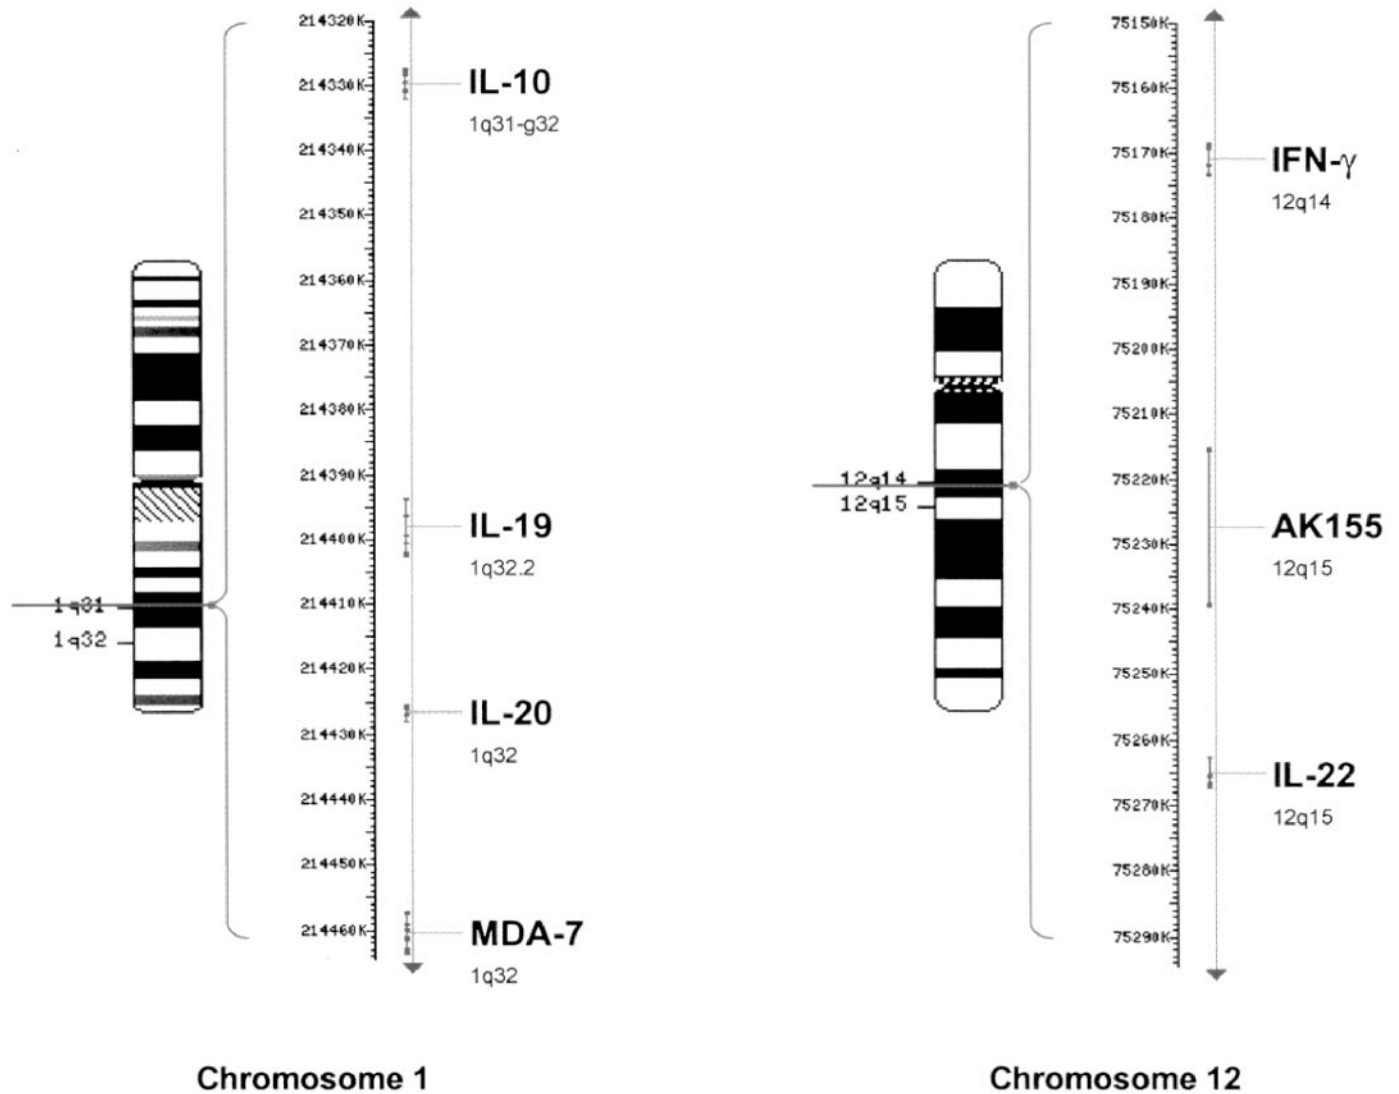 214320K
214330K
214340K
214350K
214360K
214370K
214380K
214390K
214400K
214410K
214420K
214430K
214440K
214450K
214460K
IL-10
1q31-g32
IL-19
1q32.2
IL-20
1q32
MDA-7
1q32
1q31
1q32
Chromosome 1
75150K
75160K
75170K
75180K
75190K
75200K
75210K
75220K
75230K
75240K
75250K
75260K
75270K
75280K
75290K
IFN-γ
12q14
AK155
12q15
IL-22
12q15
12q14
12q15
Chromosome 12